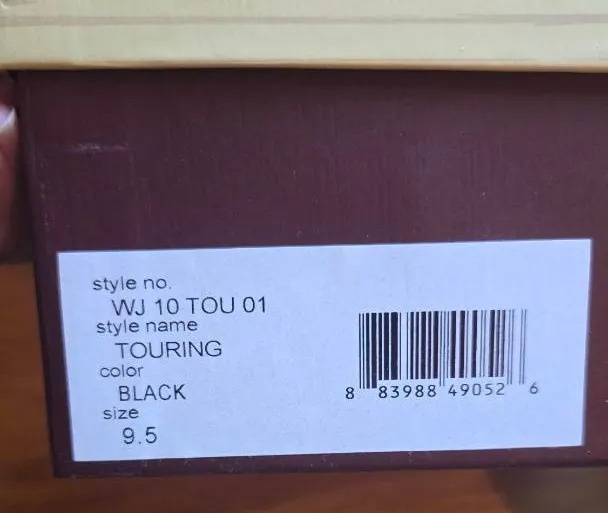 style no.
WJ 10 TOU 01
style name
TOURING
color
BLACK
size
9.5
8 83988 49052 6